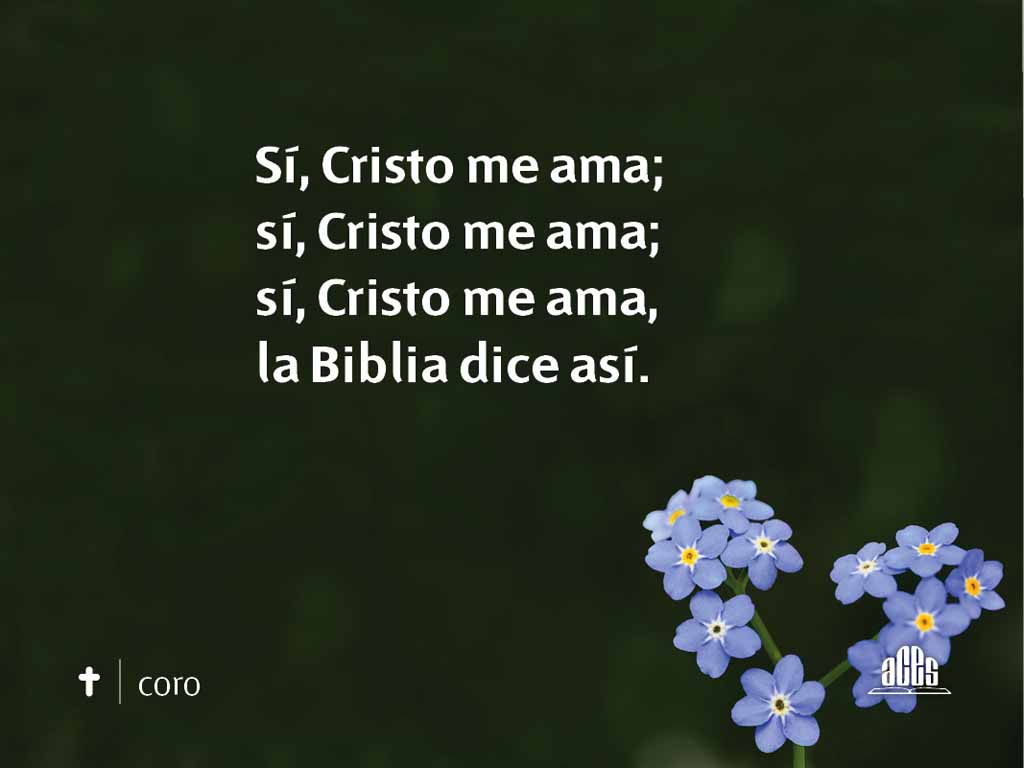 Sí, Cristo me ama;
sí, Cristo me ama;
sí, Cristo me ama,
la Biblia dice así.
coro
aces